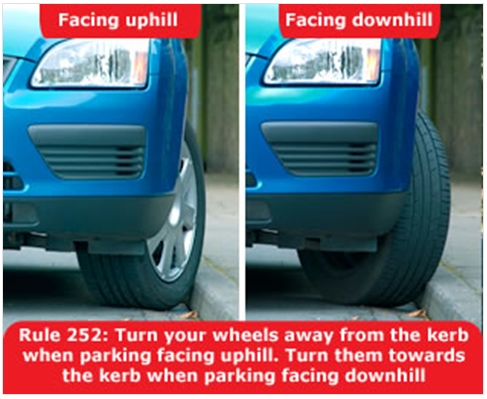 Facing uphill
Facing downhill
Rule 252: Turn your wheels away from the kerb
when parking facing uphill. Turn them towards
the kerb when parking facing downhill